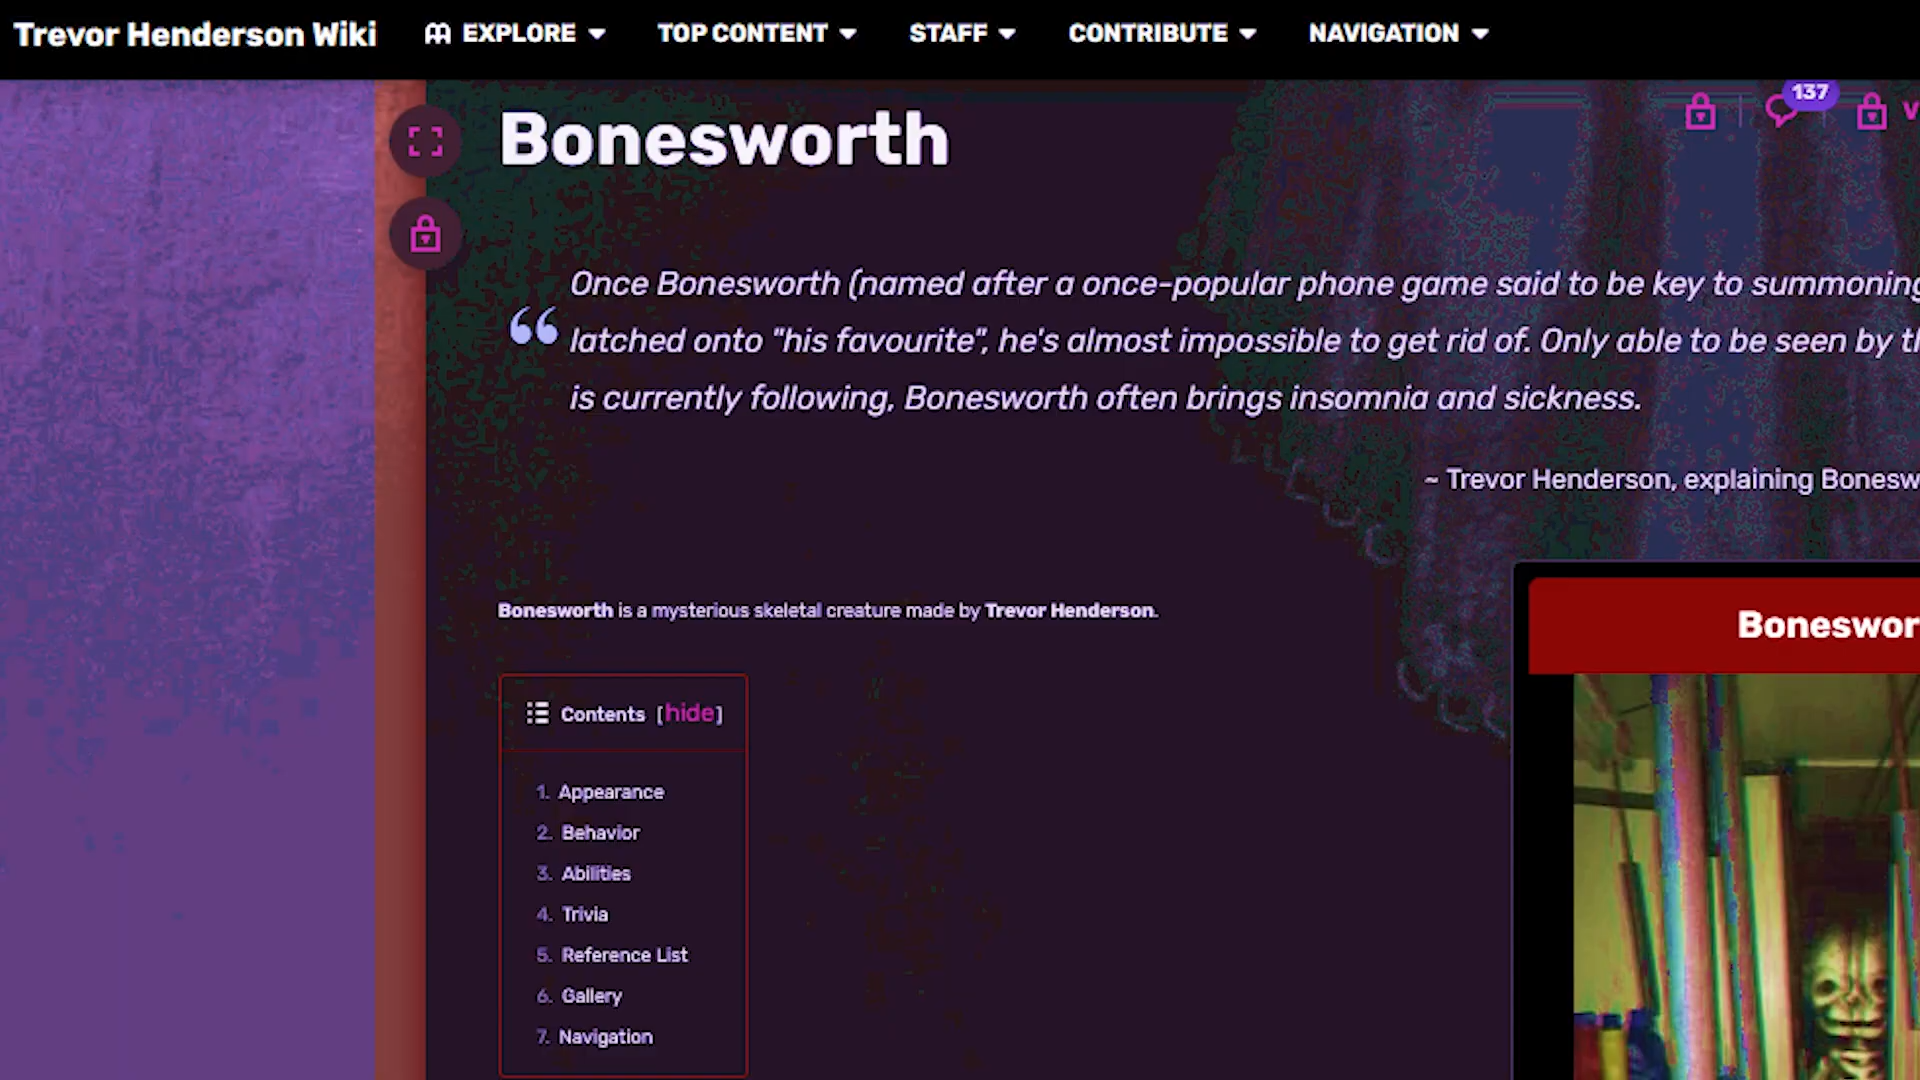 Trevor Henderson Wiki EXPLORE TOP CONTENT STAFF CONTRIBUTE NAVIGATION
137
Bonesworth
Once Bonesworth (named after a once-popular phone game said to be key to summoning
“ latched onto "his favourite", he's almost impossible to get rid of. Only able to be seen by th
is currently following, Bonesworth often brings insomnia and sickness.
~ Trevor Henderson, explaining Bonesw
Bonesworth is a mysterious skeletal creature made by Trevor Henderson.
Boneswor
Contents [hide]
1. Appearance
2. Behavior
3. Abilities
4. Trivia
5. Reference List
6. Gallery
7. Navigation